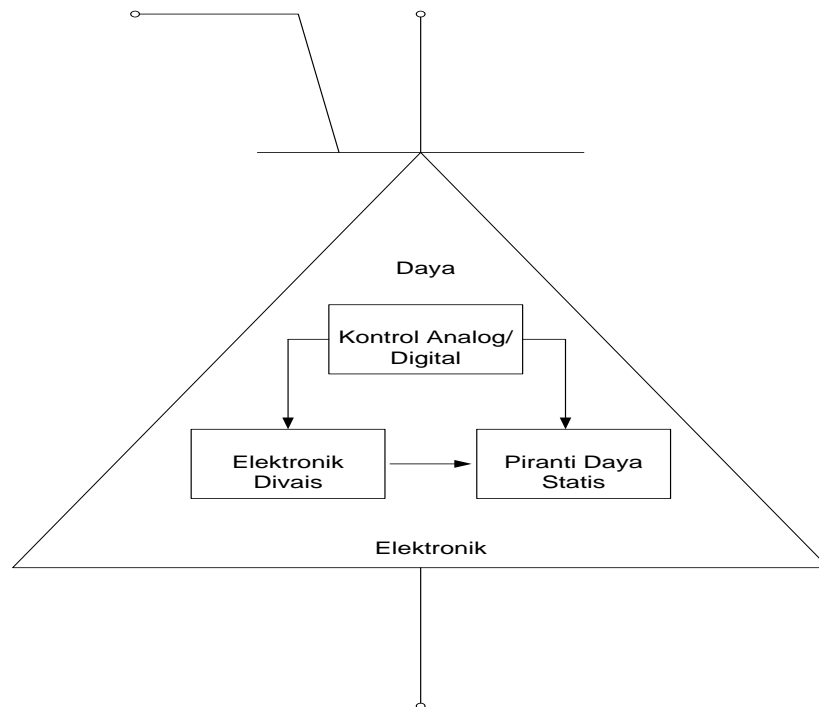 Daya
Kontrol Analog/
Digital
Elektronik
Divais
Piranti Daya
Statis
Elektronik